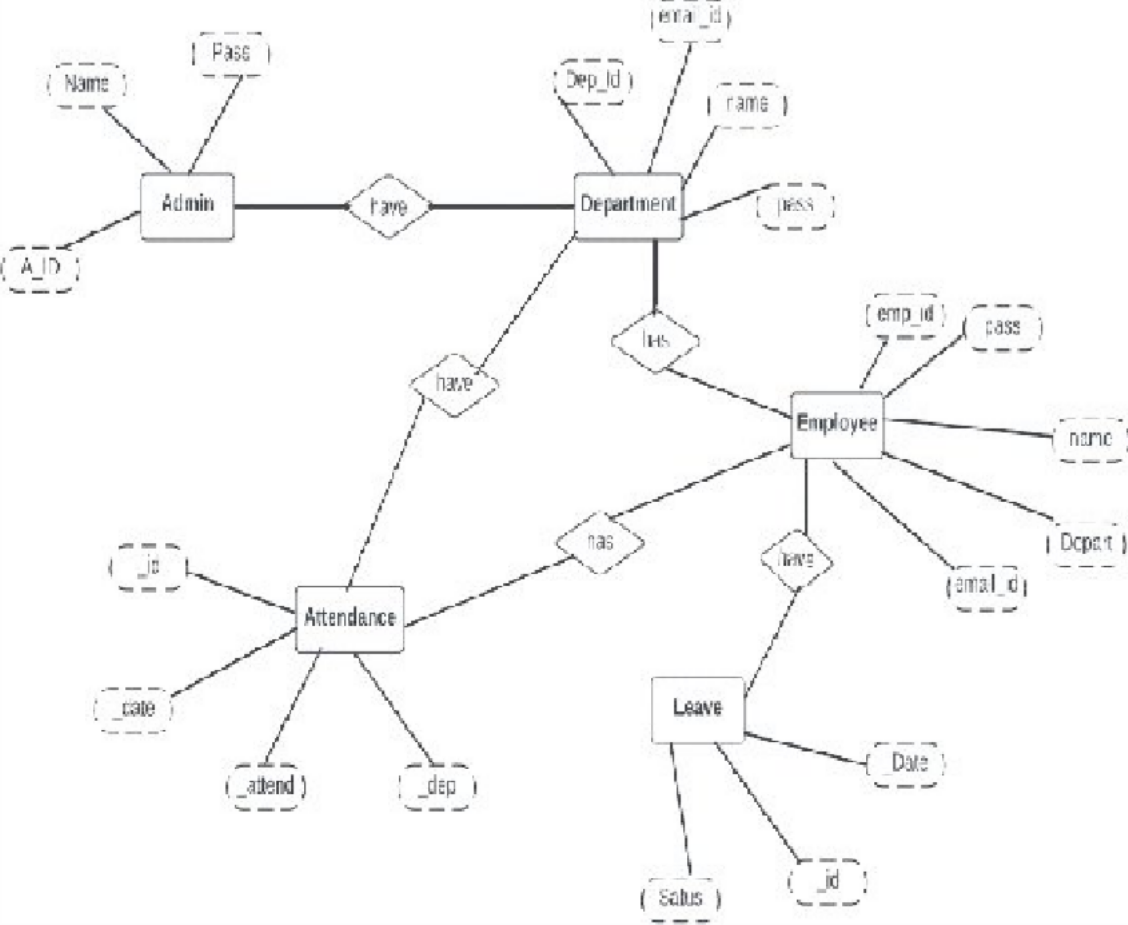 emai_id
Pass
Name
Dep_Id
name
Admin
have
Department
pass
A_ID
emp_id
pass
has
have
Employee
name
has
Depart
_id
have
email_id
Attendance
Leave
_date
_Date
_attend
_dep
_id
Satus